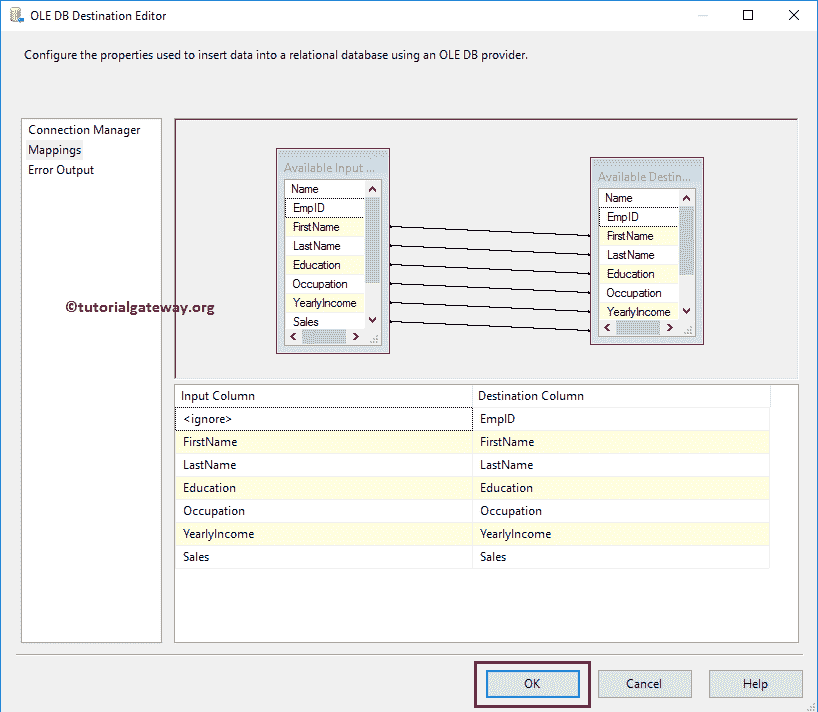 OLE DB Destination Editor
Configure the properties used to insert data into a relational database using an OLE DB provider.
Connection Manager
Mappings
Error Output
©tutorialgateway.org
Available Input ...
Name
EmpID
FirstName
LastName
Education
Occupation
YearlyIncome
Sales
Available Destin...
Name
EmpID
FirstName
LastName
Education
Occupation
YearlyIncome
Input Column Destination Column
<ignore> EmpID
FirstName FirstName
LastName LastName
Education Education
Occupation Occupation
YearlyIncome YearlyIncome
Sales Sales
OK Cancel Help